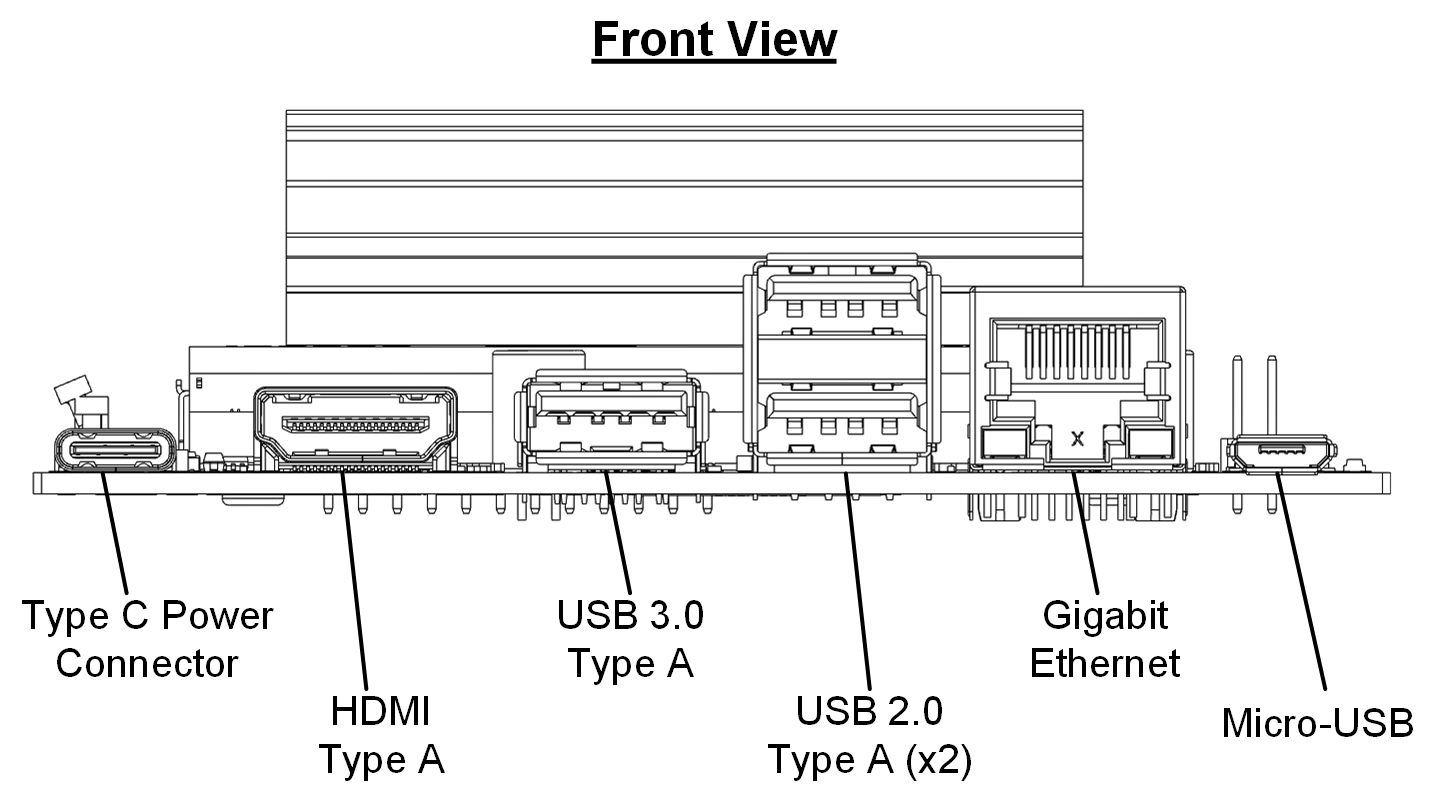 Front View
X
Type C Power
Connector
HDMI
Type A
USB 3.0
Type A
USB 2.0
Type A (x2)
Gigabit
Ethernet
Micro-USB